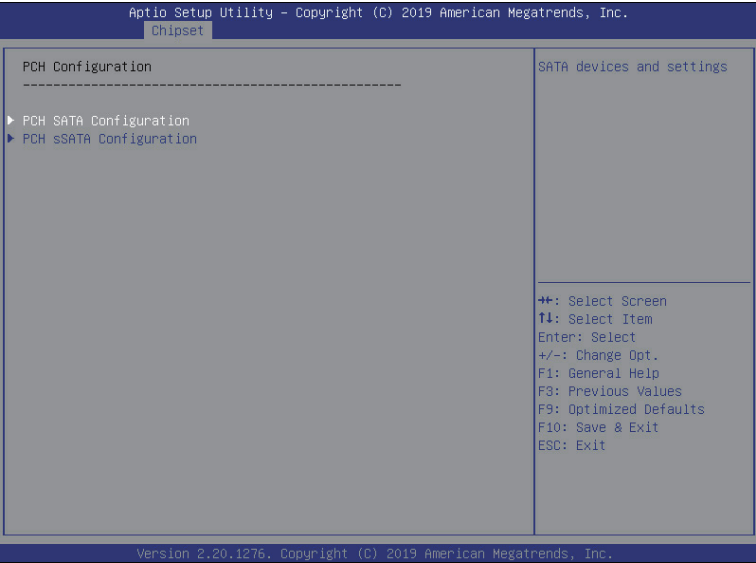 Aptio Setup Utility – Copyright (C) 2019 American Megatrends, Inc.
Chipset
PCH Configuration
--------------------------------------------------
▶ PCH SATA Configuration
▶ PCH sSATA Configuration
SATA devices and settings
→←: Select Screen
↑↓: Select Item
Enter: Select
+/-: Change Opt.
F1: General Help
F3: Previous Values
F9: Optimized Defaults
F10: Save & Exit
ESC: Exit
Version 2.20.1276. Copyright (C) 2019 American Megatrends, Inc.